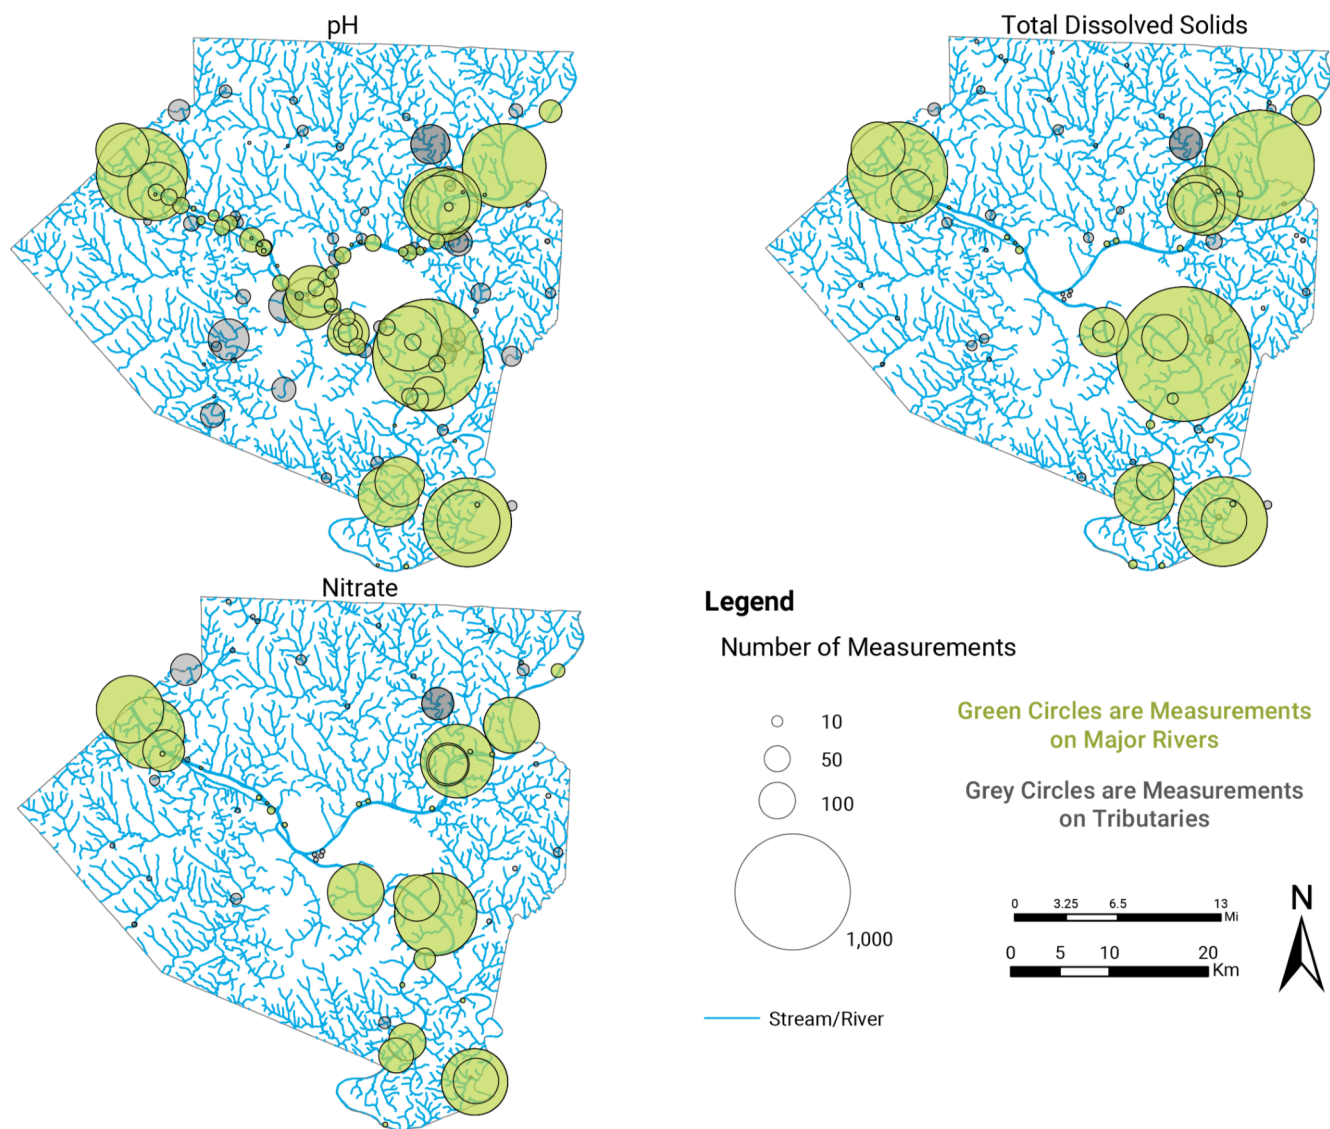 pH
Total Dissolved Solids
Nitrate
Legend
Number of Measurements
10
50
100
1,000
Stream/River
Green Circles are Measurements
on Major Rivers
Grey Circles are Measurements
on Tributaries
0 3.25 6.5 13
Mi
0 5 10 20
Km
N